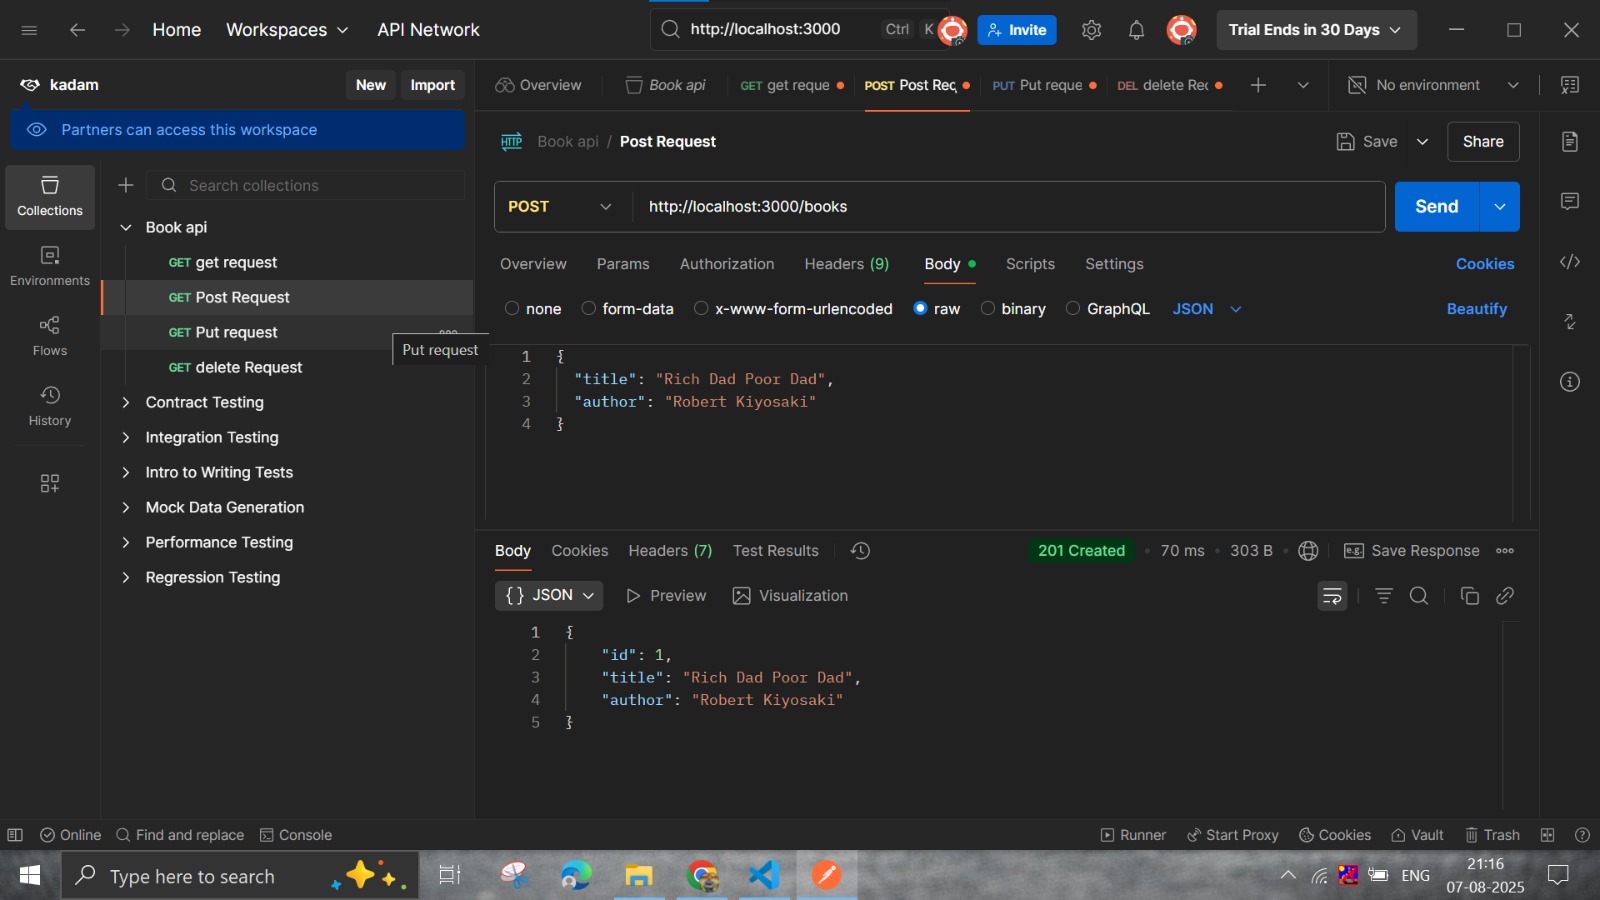 Home Workspaces API Network http://localhost:3000 Ctrl K Invite Trial Ends in 30 Days
kadam New Import Overview Book api GET get reque POST Post Req PUT Put reque DEL delete Rec No environment
Partners can access this workspace
HTTP Book api / Post Request Save Share
Collections
Search collections
POST http://localhost:3000/books Send
Book api
GET get request
Overview Params Authorization Headers (9) Body Scripts Settings Cookies
Environments
GET Post Request
none form-data x-www-form-urlencoded raw binary GraphQL JSON Beautify
GET Put request
Put request
Flows
GET delete Request
1 {
2 "title": "Rich Dad Poor Dad",
3 "author": "Robert Kiyosaki"
4 }
History
Contract Testing
Integration Testing
Intro to Writing Tests
Mock Data Generation
Performance Testing
Regression Testing
Body Cookies Headers (7) Test Results 201 Created 70 ms 303 B e.g. Save Response
{} JSON Preview Visualization
1 {
2 "id": 1,
3 "title": "Rich Dad Poor Dad",
4 "author": "Robert Kiyosaki"
5 }
Online Find and replace Console Runner Start Proxy Cookies Vault Trash
Type here to search ENG 21:16
07-08-2025